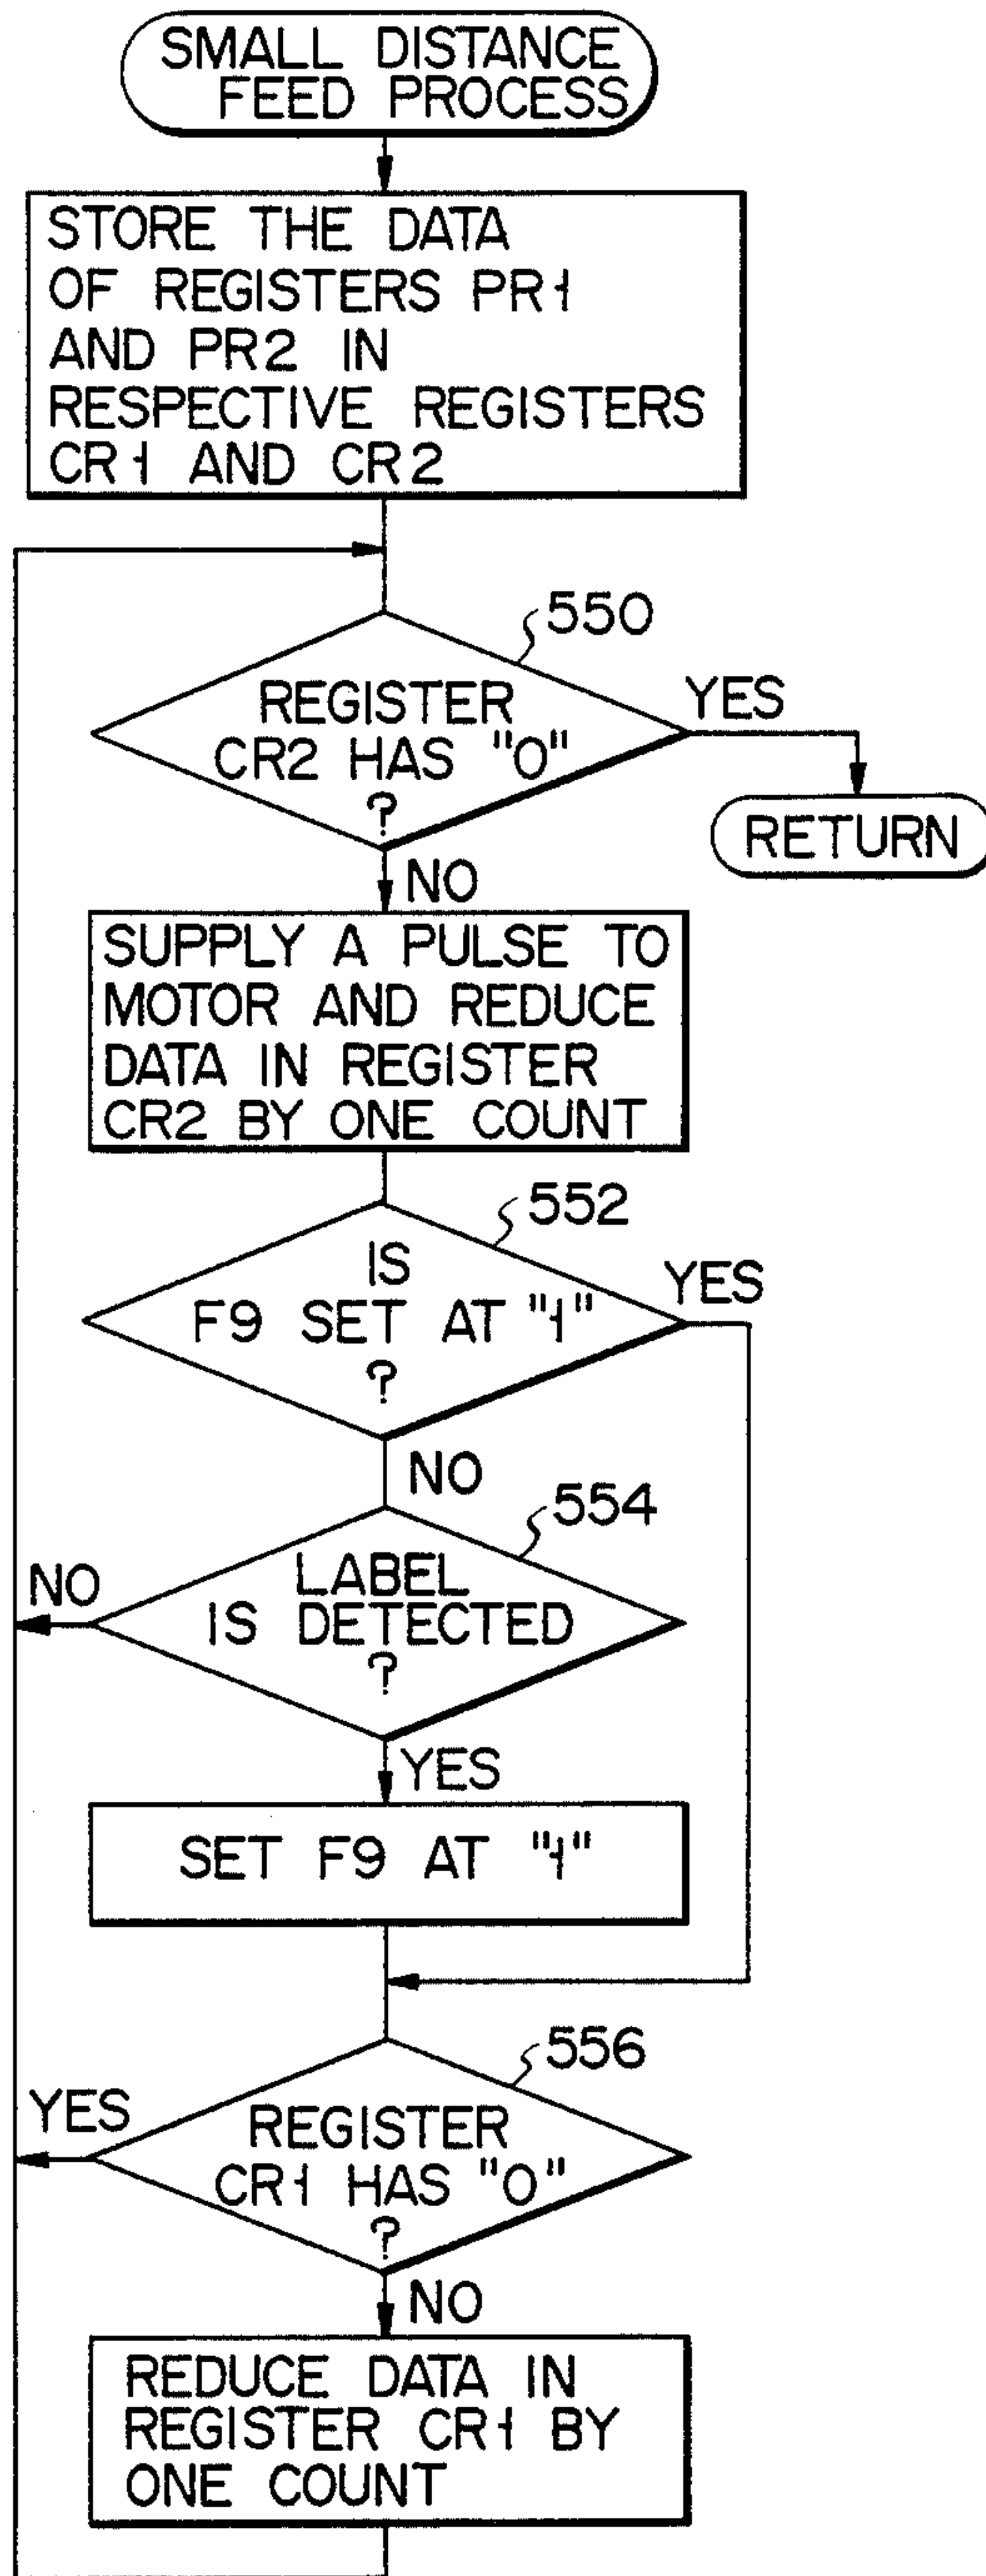 SMALL DISTANCE
FEED PROCESS
STORE THE DATA
OF REGISTERS PR1
AND PR2 IN
RESPECTIVE REGISTERS
CR1 AND CR2
550
REGISTER
CR2 HAS "0"
?
YES
RETURN
NO
SUPPLY A PULSE TO
MOTOR AND REDUCE
DATA IN REGISTER
CR2 BY ONE COUNT
552
IS
F9 SET AT "1"
?
YES
NO
554
LABEL
IS DETECTED
?
NO
YES
SET F9 AT "1"
556
REGISTER
CR1 HAS "0"
?
YES
NO
REDUCE DATA IN
REGISTER CR1 BY
ONE COUNT